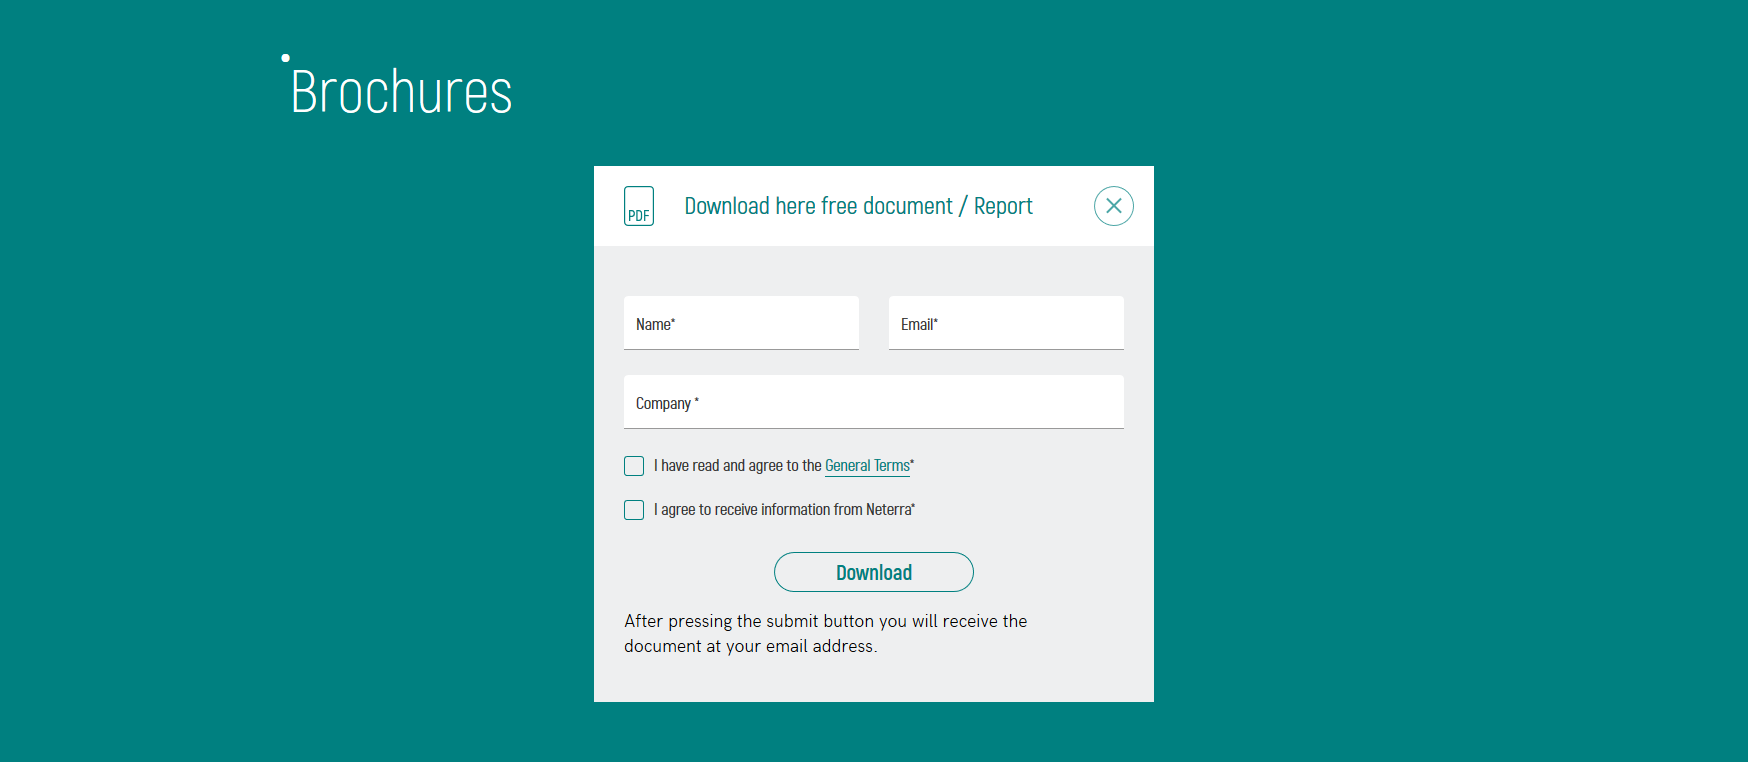 Brochures
PDF
Download here free document / Report
Name*
Email*
Company *
I have read and agree to the General Terms*
I agree to receive information from Neterra*
Download
After pressing the submit button you will receive the
document at your email address.